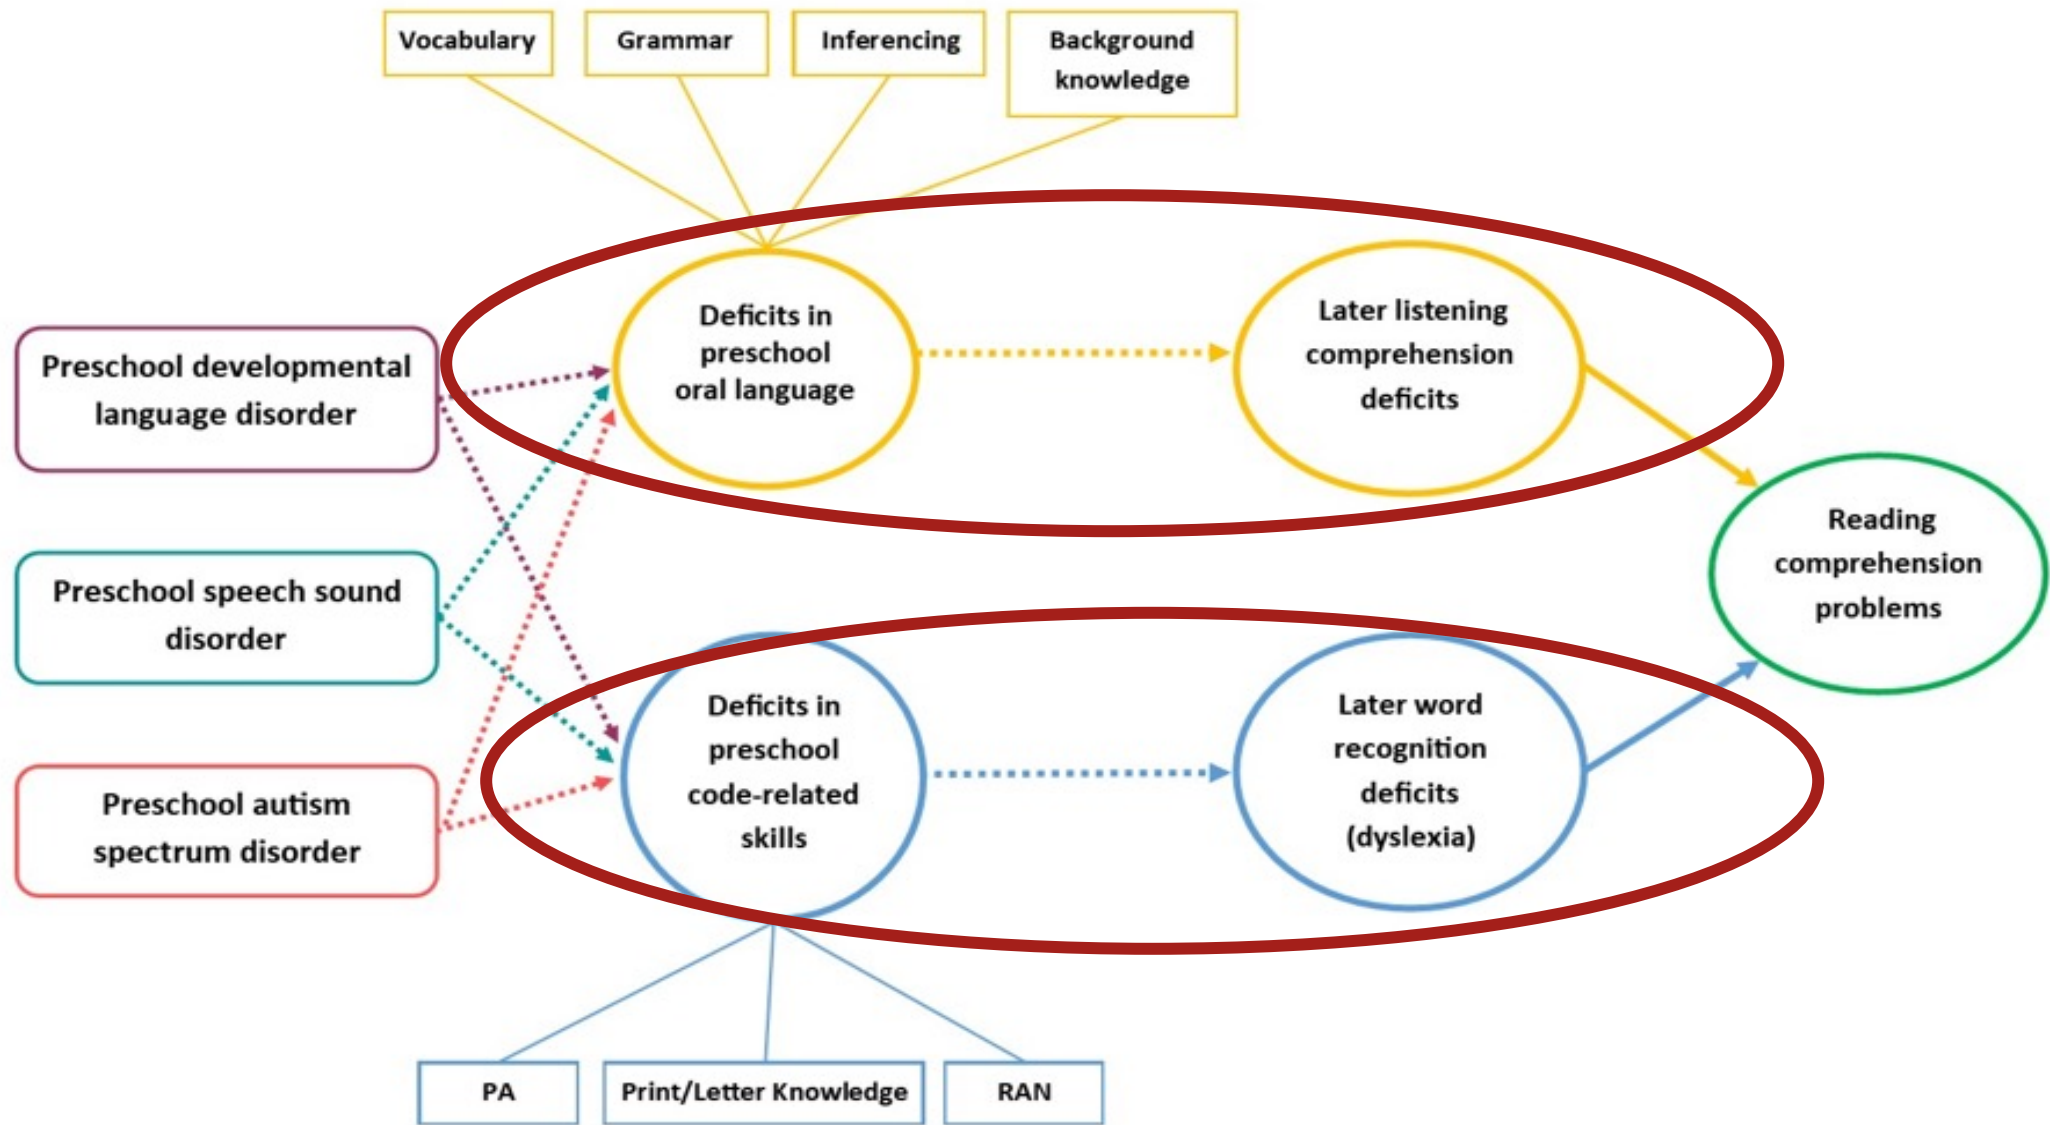 Vocabulary
Grammar
Inferencing
Background
knowledge
Deficits in
preschool
oral language
Later listening
comprehension
deficits
Preschool developmental
language disorder
Preschool speech sound
disorder
Preschool autism
spectrum disorder
Reading
comprehension
problems
Deficits in
preschool
code-related
skills
Later word
recognition
deficits
(dyslexia)
PA
Print/Letter Knowledge
RAN